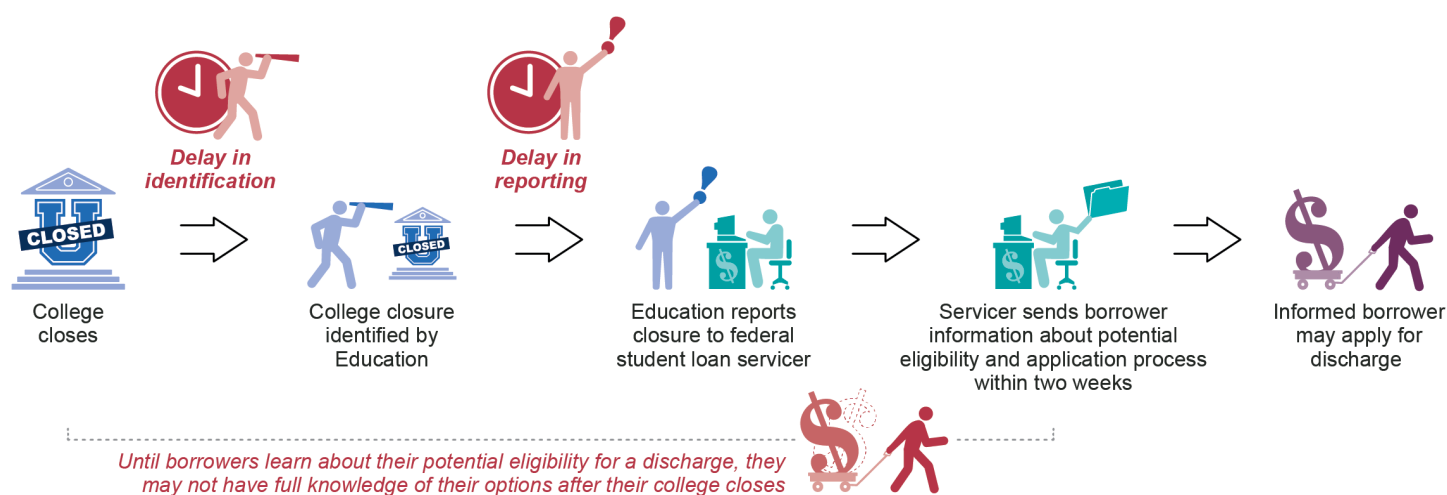 Delay in
identification
Delay in
reporting
U
CLOSED
U
CLOSED
$
$
$
College
closes
College closure
identified by
Education
Education reports
closure to federal
student loan servicer
Servicer sends borrower
information about potential
eligibility and application process
within two weeks
Informed borrower
may apply for
discharge
$
$
Until borrowers learn about their potential eligibility for a discharge, they
may not have full knowledge of their options after their college closes